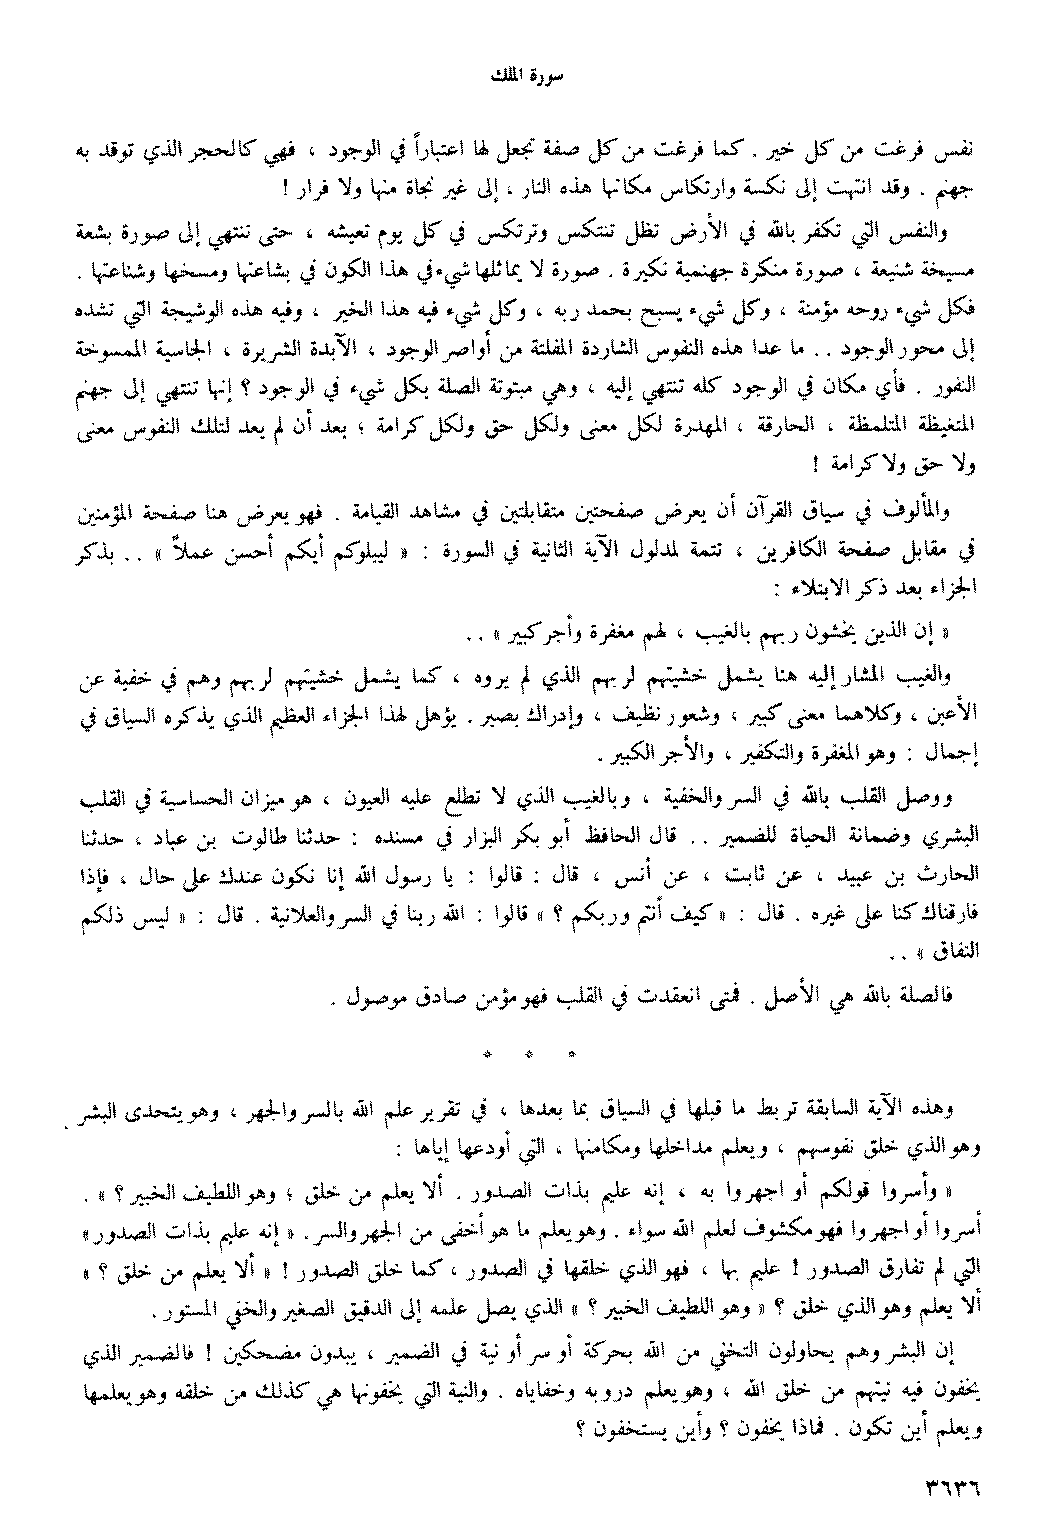 سورة الملك
نفس فرغت من كل خير . كما فرغت من كل صفة تجعل لها اعتباراً في الوجود ، فهي كالحجر الذي توقد به
جهنم . وقد انتهت إلى نكسة وارتكاس مكانها هذه النار ، إلى غير نجاة منها ولا فرار !
والنفس التي تكفر بالله في الأرض تظل تنتكس وترتكس في كل يوم تعيشه ، حتى تنتهي إلى صورة بشعة
مسيخة شنيعة ، صورة منكرة جهنمية نكيرة . صورة لا يماثلها شيء في هذا الكون في بشاعتها ومسخها وشناعتها .
فكل شيء روحه مؤمنة ، وكل شيء يسبح بحمد ربه ، وكل شيء فيه هذا الخير ، وفيه هذه الوشيجة التي تشده
إلى محور الوجود .. ما عدا هذه النفوس الشاردة المفلتة من أواصر الوجود ، الآبدة الشريرة ، الجاسية الممسوخة
النفور . فأي مكان في الوجود كله تنتهي إليه ، وهي مبتوتة الصلة بكل شيء في الوجود ؟ إنها تنتهي إلى جهنم
المتغيظة المتلمظة ، الحارقة ، المهدرة لكل معنى ولكل حق ولكل كرامة ؛ بعد أن لم يعد لتلك النفوس معنى
ولا حق ولا كرامة !
والمألوف في سياق القرآن أن يعرض صفحتين متقابلتين في مشاهد القيامة . فهو يعرض هنا صفحة المؤمنين
في مقابل صفحة الكافرين ، تتمة لمدلول الآية الثانية في السورة : « ليبلوكم أيكم أحسن عملاً » .. بذكر
الجزاء بعد ذكر الابتلاء :
« إن الذين يخشون ربهم بالغيب ، لهم مغفرة وأجر كبير » ..
والغيب المشار إليه هنا يشمل خشيتهم لربهم الذي لم يروه ، كما يشمل خشيتهم لربهم وهم في خفية عن
الأعين ، وكلاهما معنى كبير ، وشعور نظيف ، وإدراك بصير . يؤهل لهذا الجزاء العظيم الذي يذكره السياق في
إجمال : وهو المغفرة والتكفير ، والأجر الكبير .
ووصل القلب بالله في السر والخفية ، وبالغيب الذي لا تطلع عليه العيون ، هو ميزان الحساسية في القلب
البشري وضمانة الحياة للضمير .. قال الحافظ أبو بكر البزار في مسنده : حدثنا طالوت بن عباد ، حدثنا
الحارث بن عبيد ، عن ثابت ، عن أنس ، قال : قالوا : يا رسول الله إنا نكون عندك على حال ، فإذا
فارقناك كنا على غيره . قال : « كيف أنتم وربكم ؟ » قالوا : الله ربنا في السر والعلانية . قال : « ليس ذلكم
النفاق » ..
فالصلة بالله هي الأصل . فمتى انعقدت في القلب فهو مؤمن صادق موصول .
* * *
وهذه الآية السابقة تربط ما قبلها في السياق بما بعدها ، في تقرير علم الله بالسر والجهر ، وهو يتحدى البشر
وهو الذي خلق نفوسهم ، ويعلم مداخلها ومكامنها ، التي أودعها إياها :
« وأسروا قولكم أو اجهروا به ، إنه عليم بذات الصدور . ألا يعلم من خلق ؛ وهو اللطيف الخبير ؟ » .
أسروا أو اجهروا فهو مكشوف لعلم الله سواء . وهو يعلم ما هو أخفى من الجهر والسر . « إنه عليم بذات الصدور »
التي لم تفارق الصدور ! عليم بها ، فهو الذي خلقها في الصدور ، كما خلق الصدور ! « ألا يعلم من خلق ؟ »
ألا يعلم وهو الذي خلق ؟ « وهو اللطيف الخبير ؟ » الذي يصل علمه إلى الدقيق الصغير والخفي المستور .
إن البشر وهم يحاولون التخفي من الله بحركة أو سر أو نية في الضمير ، يبدون مضحكين ! فالضمير الذي
يخفون فيه نيتهم من خلق الله ، وهو يعلم دروبه وخفاياه . والنية التي يخفونها هي كذلك من خلقه وهو يعلمها
ويعلم أين تكون . فماذا يخفون ؟ وأين يستخفون ؟
٣٦٣٦